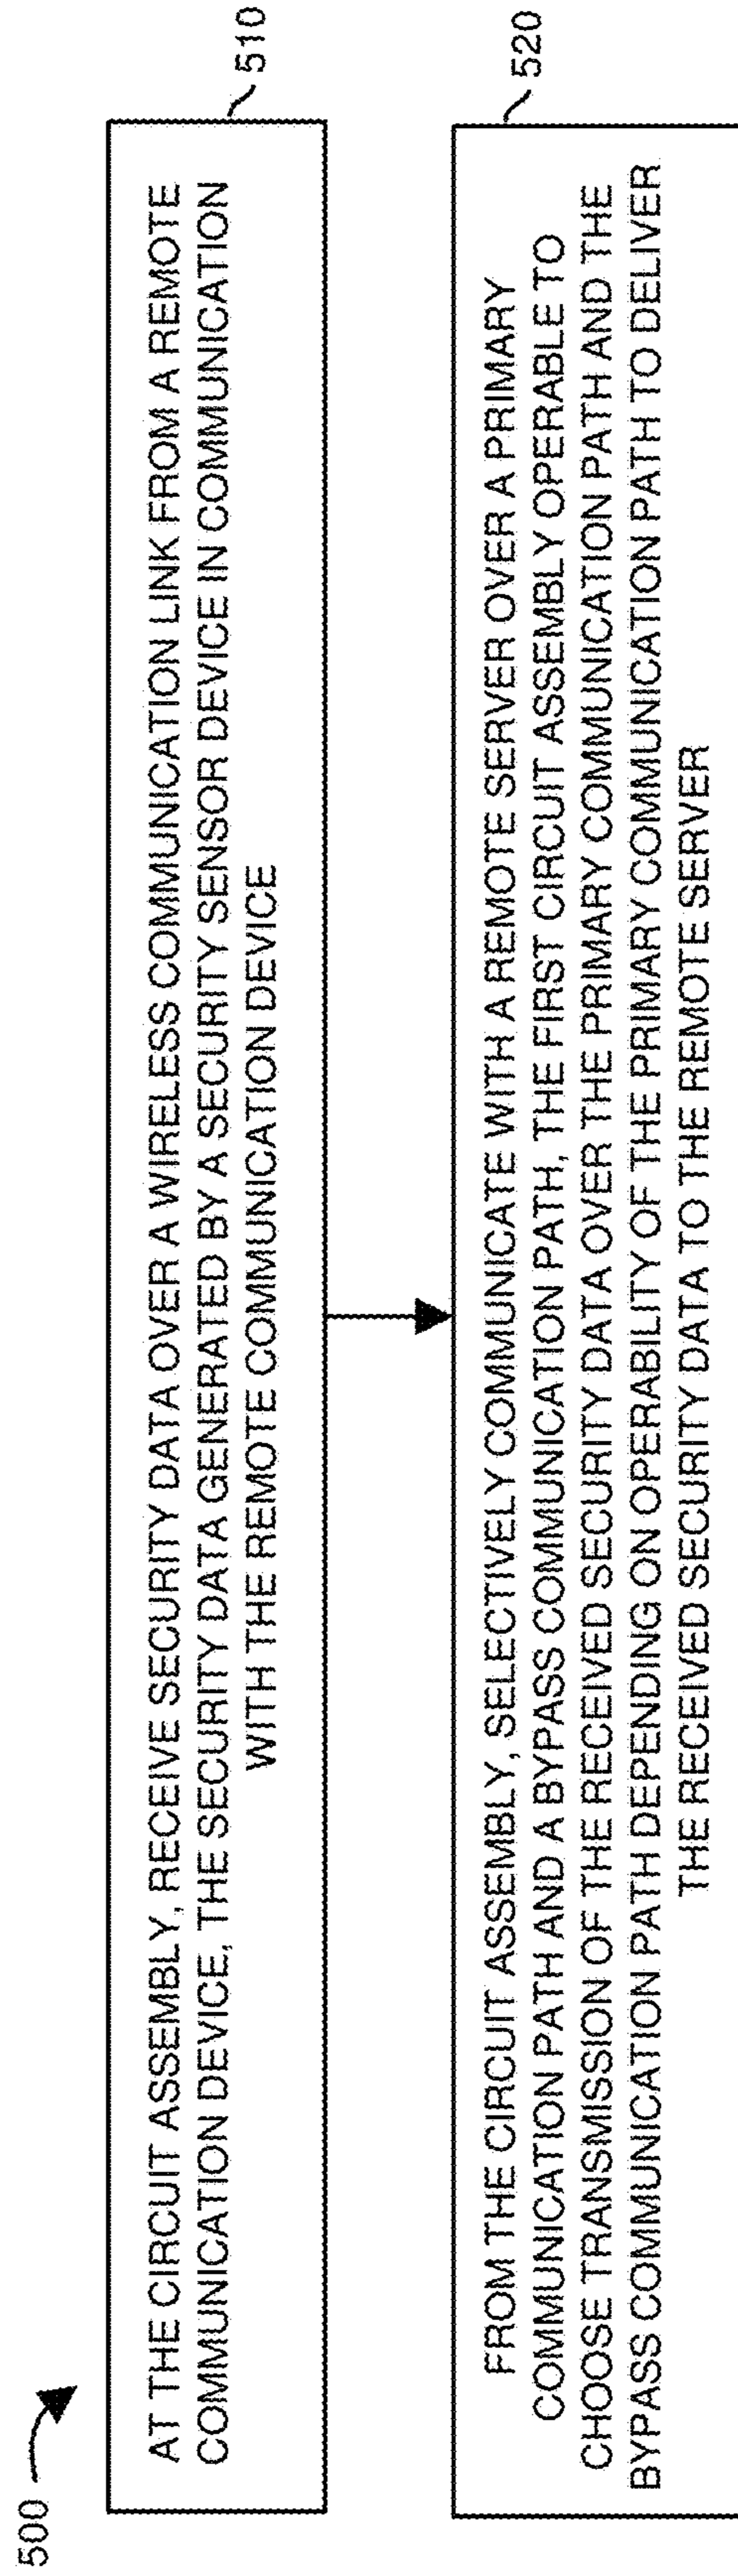 500
AT THE CIRCUIT ASSEMBLY, RECEIVE SECURITY DATA OVER A WIRELESS COMMUNICATION LINK FROM A REMOTE
COMMUNICATION DEVICE, THE SECURITY DATA GENERATED BY A SECURITY SENSOR DEVICE IN COMMUNICATION
WITH THE REMOTE COMMUNICATION DEVICE
510
FROM THE CIRCUIT ASSEMBLY, SELECTIVELY COMMUNICATE WITH A REMOTE SERVER OVER A PRIMARY
COMMUNICATION PATH AND A BYPASS COMMUNICATION PATH, THE FIRST CIRCUIT ASSEMBLY OPERABLE TO
CHOOSE TRANSMISSION OF THE RECEIVED SECURITY DATA OVER THE PRIMARY COMMUNICATION PATH AND THE
BYPASS COMMUNICATION PATH DEPENDING ON OPERABILITY OF THE PRIMARY COMMUNICATION PATH TO DELIVER
THE RECEIVED SECURITY DATA TO THE REMOTE SERVER
520